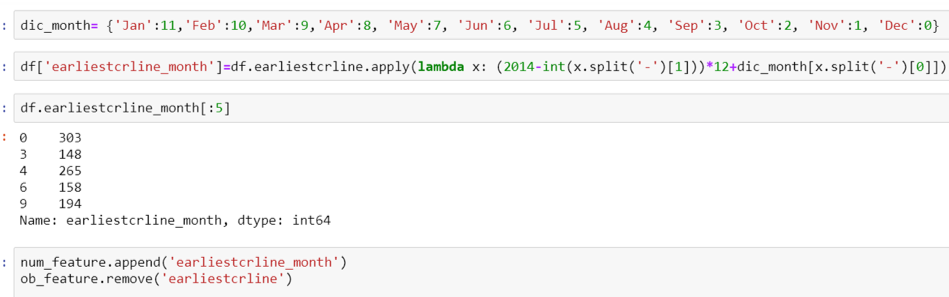 : dic_month= {'Jan':11,'Feb':10,'Mar':9,'Apr':8, 'May':7, 'Jun':6, 'Jul':5, 'Aug':4, 'Sep':3, 'Oct':2, 'Nov':1, 'Dec':0}
: df['earliestcrline_month']=df.earliestcrline.apply(lambda x: (2014-int(x.split('-')[1]))*12+dic_month[x.split('-')[0]])
: df.earliestcrline_month[:5]
: 0    303
3    148
4    265
6    158
9    194
Name: earliestcrline_month, dtype: int64
: num_feature.append('earliestcrline_month')
ob_feature.remove('earliestcrline')